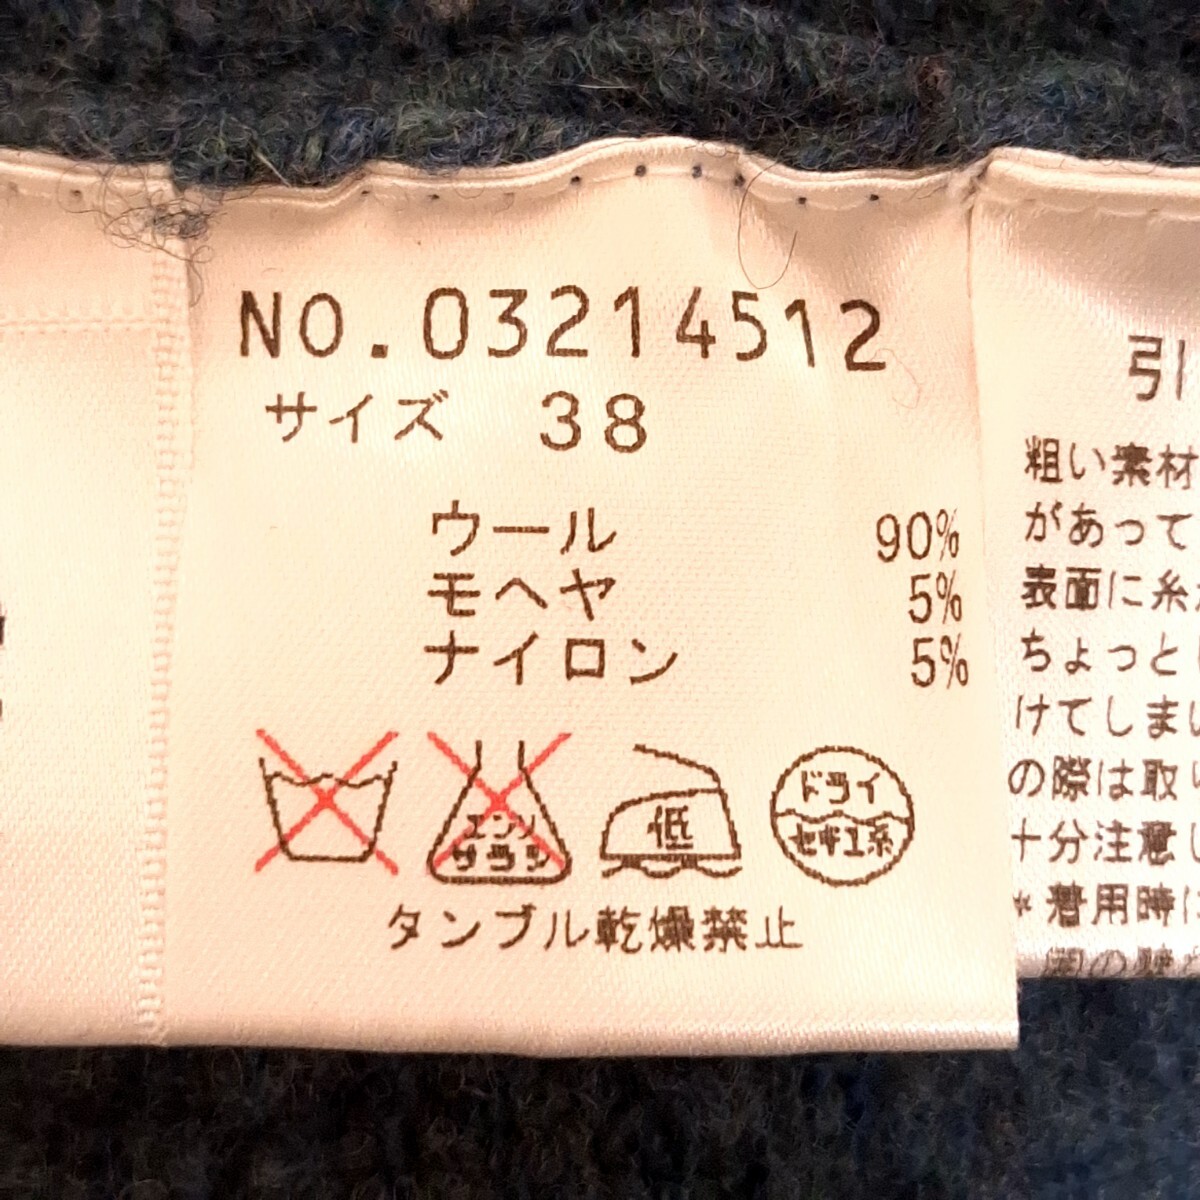 NO.03214512
サイズ 38
ウール 90%
モヘヤ 5%
ナイロン 5%
エンソ
サラシ
低
ドライ
セキユ系
タンブル乾燥禁止
引
粗い素材
があって
表面に糸
ちょっと
けてしまい
の際は取り
十分注意し
*着用時に